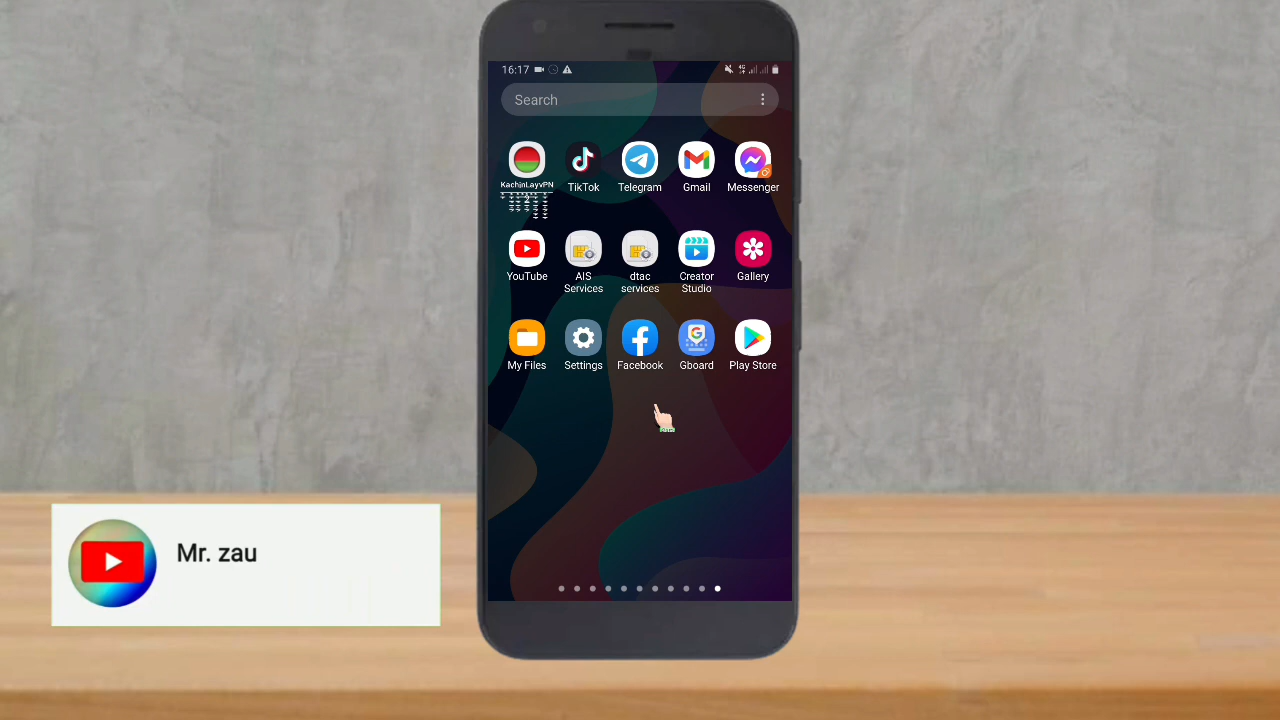 16:17
Search
KachinLayvPN
TikTok
Telegram
Gmail
Messenger
2
YouTube
AIS
Services
dtac
services
Creator
Studio
Gallery
My Files
Settings
Facebook
Gboard
Play Store
Mr. zau